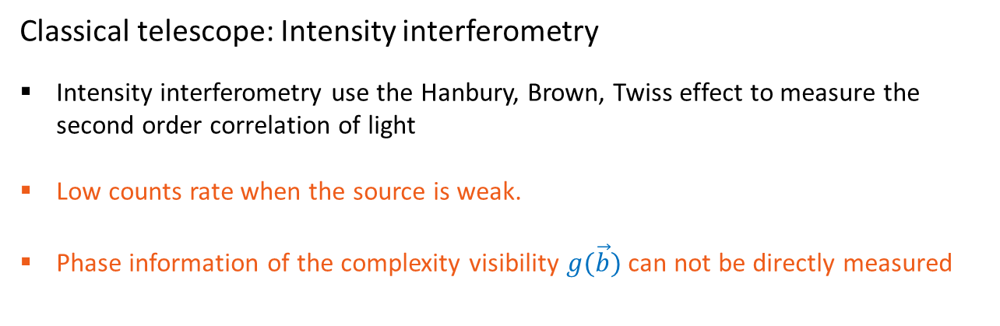 Classical telescope: Intensity interferometry
▪ Intensity interferometry use the Hanbury, Brown, Twiss effect to measure the
second order correlation of light
▪ Low counts rate when the source is weak.
▪ Phase information of the complexity visibility $g(\vec{b})$ can not be directly measured